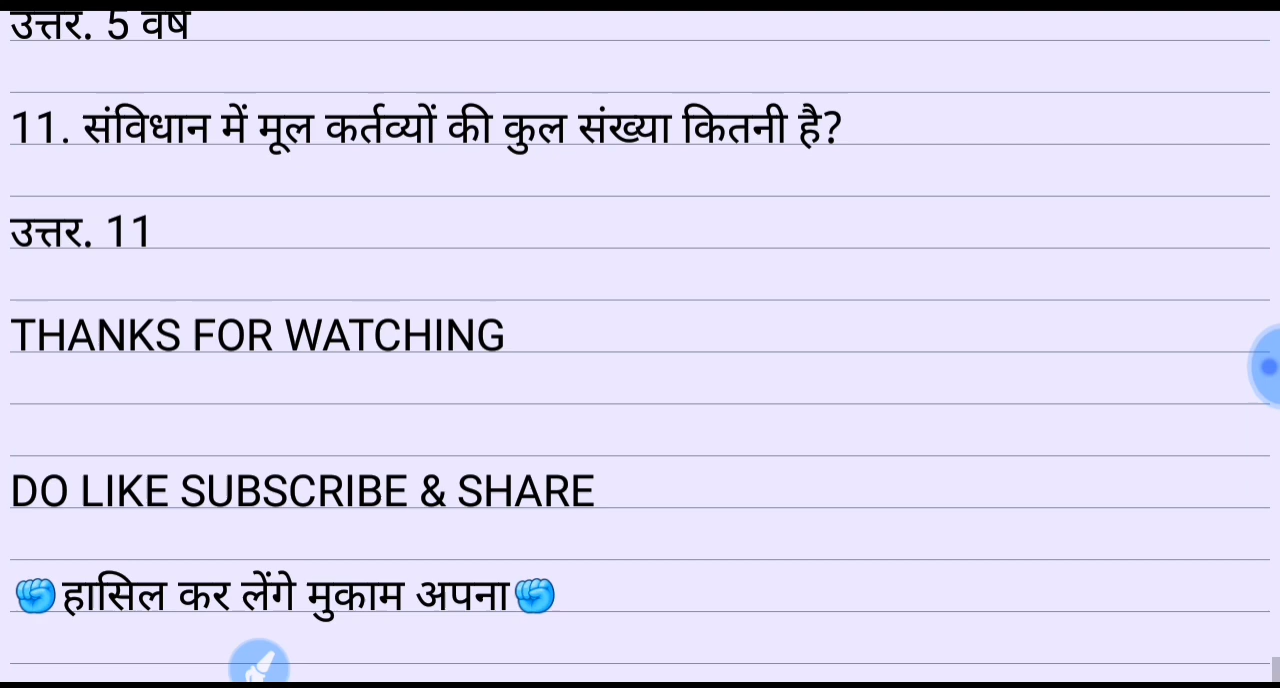 उत्तर. 5 वर्ष
11. संविधान में मूल कर्तव्यों की कुल संख्या कितनी है?
उत्तर. 11
THANKS FOR WATCHING
DO LIKE SUBSCRIBE & SHARE
✊हासिल कर लेंगे मुकाम अपना✊